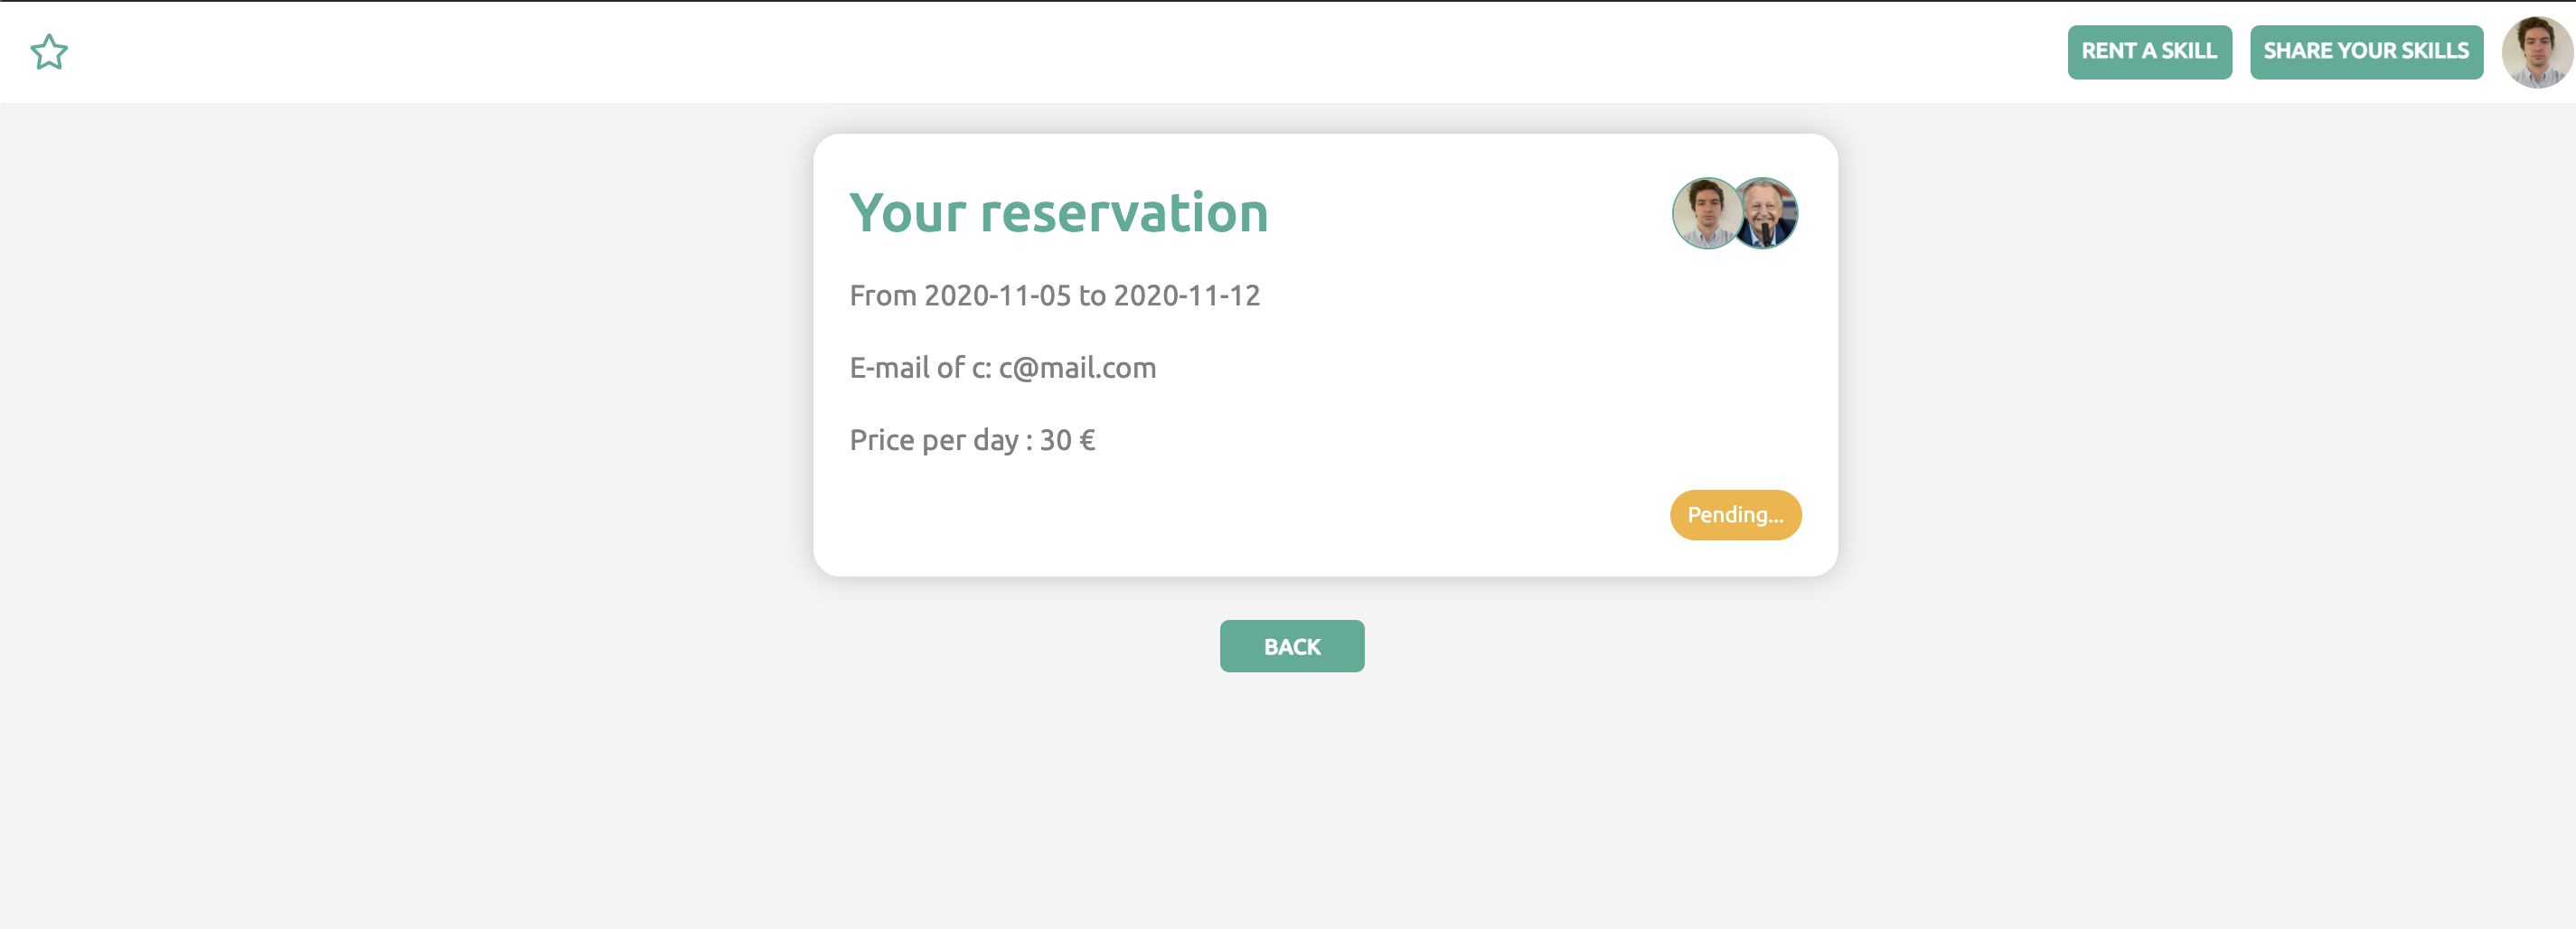 RENT A SKILL
SHARE YOUR SKILLS
Your reservation
From 2020-11-05 to 2020-11-12
E-mail of c: c@mail.com
Price per day : 30 €
Pending...
BACK